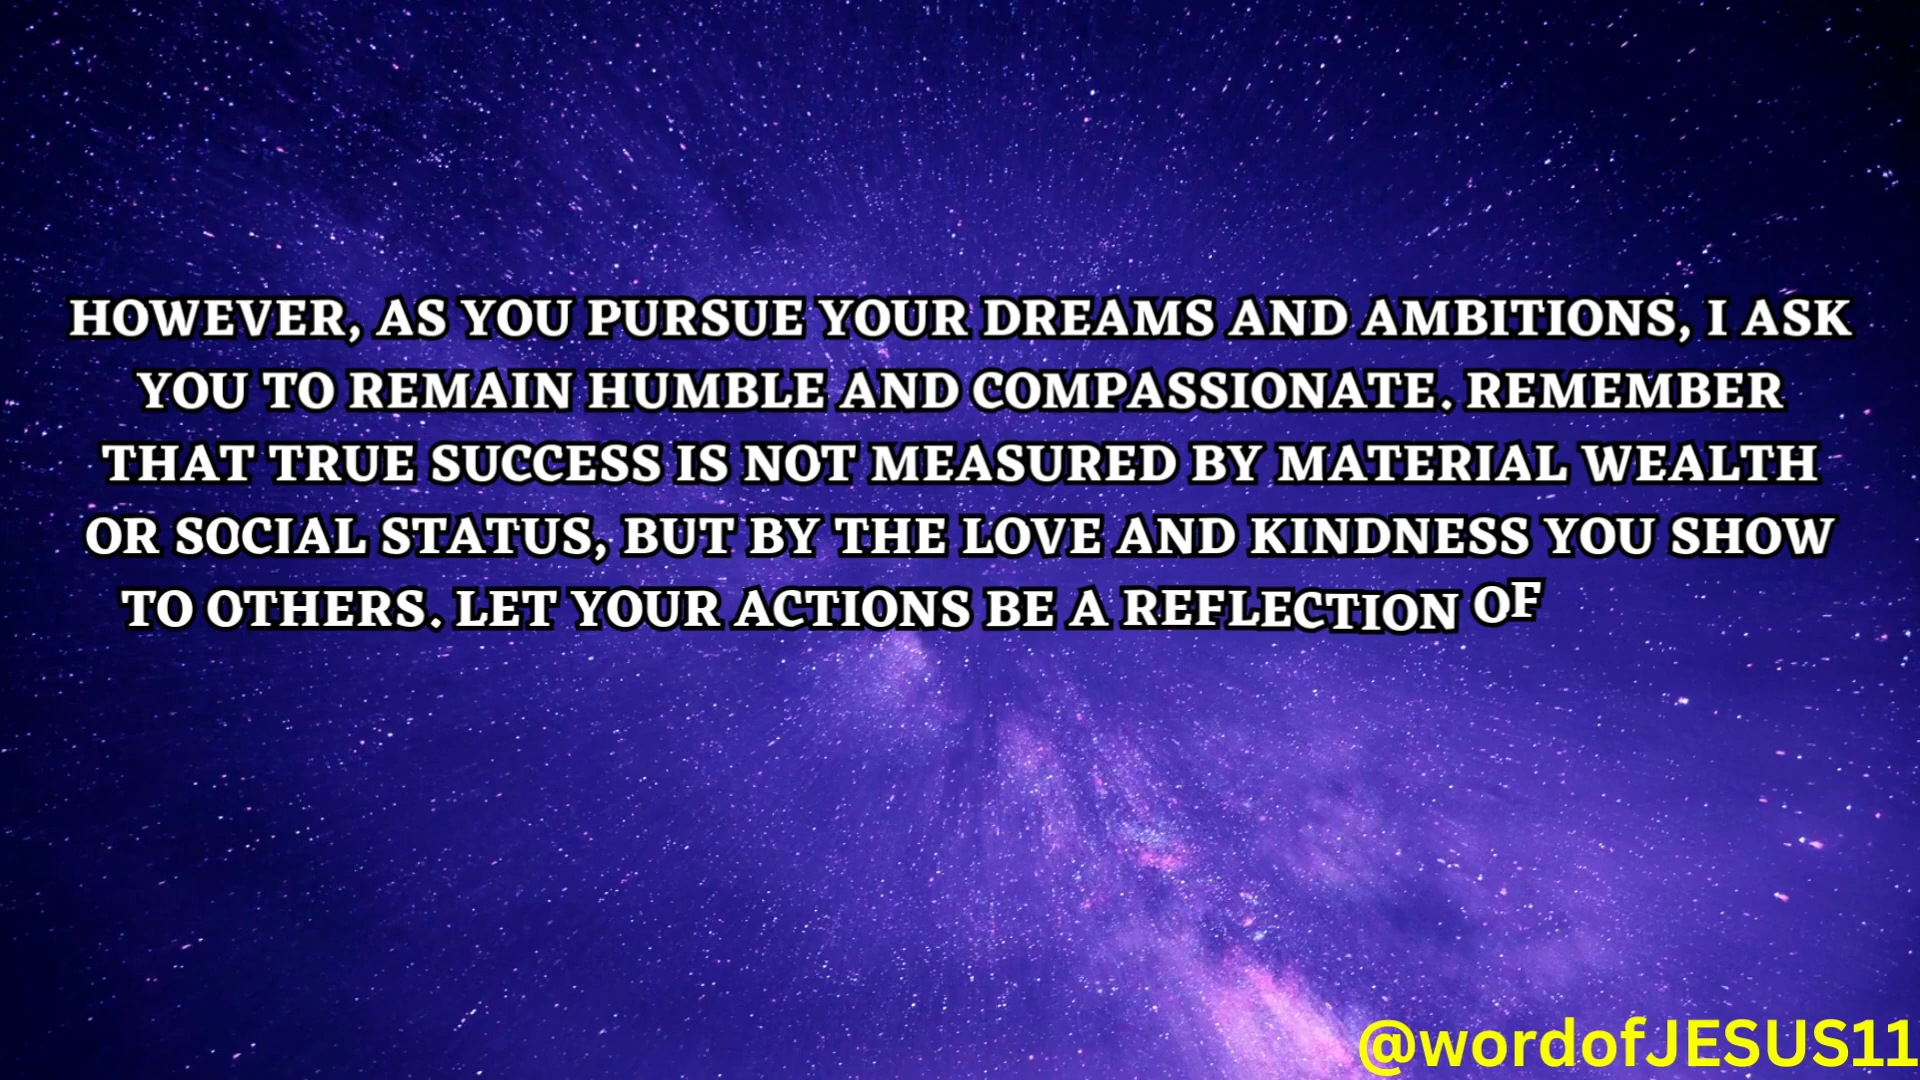 HOWEVER, AS YOU PURSUE YOUR DREAMS AND AMBITIONS, I ASK
YOU TO REMAIN HUMBLE AND COMPASSIONATE. REMEMBER
THAT TRUE SUCCESS IS NOT MEASURED BY MATERIAL WEALTH
OR SOCIAL STATUS, BUT BY THE LOVE AND KINDNESS YOU SHOW
TO OTHERS. LET YOUR ACTIONS BE A REFLECTION OF
@wordofJESUS11